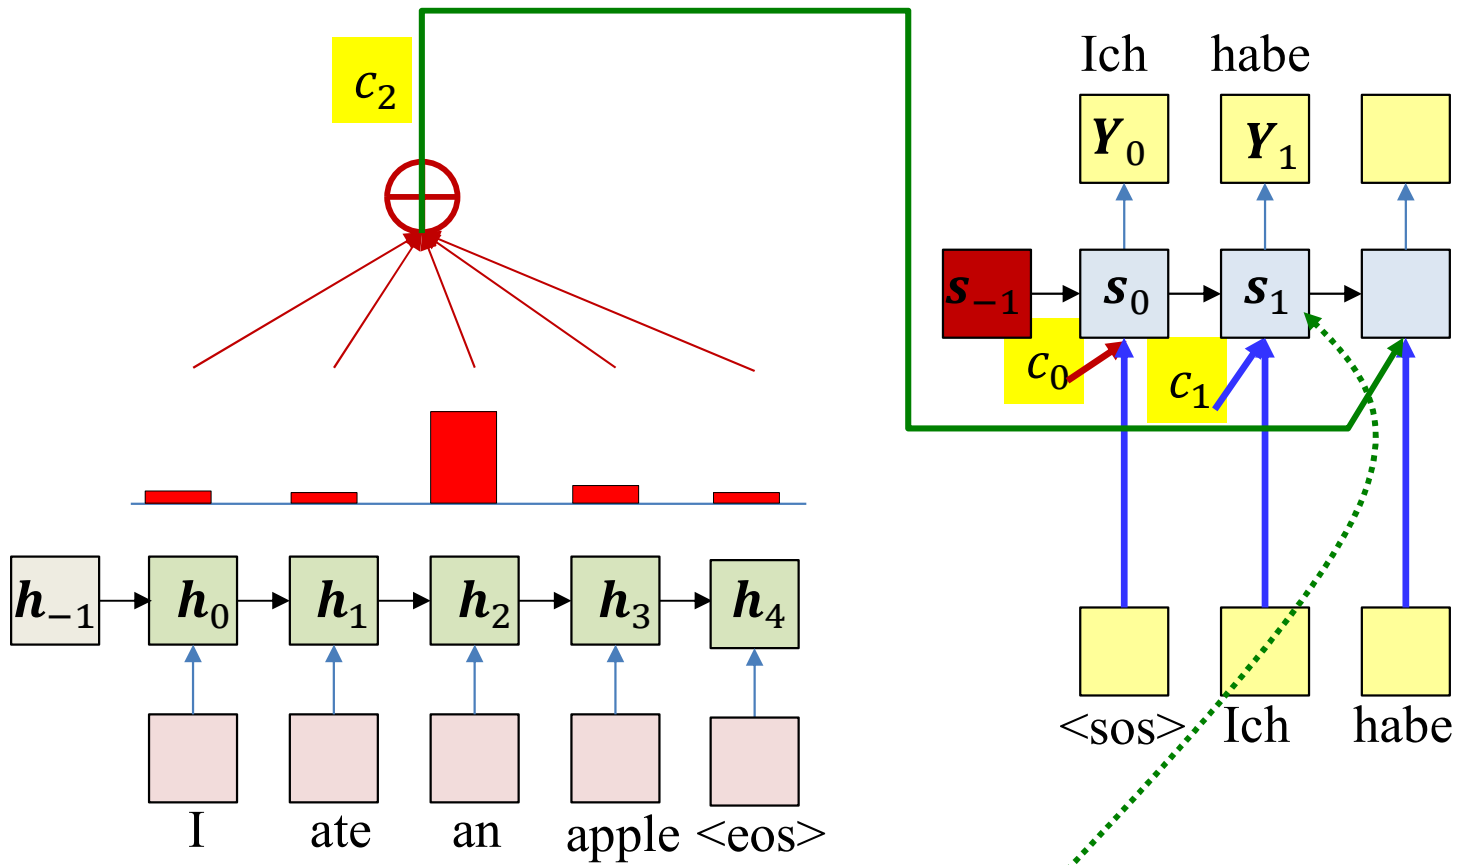 Ich habe
c₂
Y₀ Y₁
s₋₁ s₀ s₁
c₀ c₁
h₋₁ h₀ h₁ h₂ h₃ h₄
<sos> Ich habe
I ate an apple <eos>